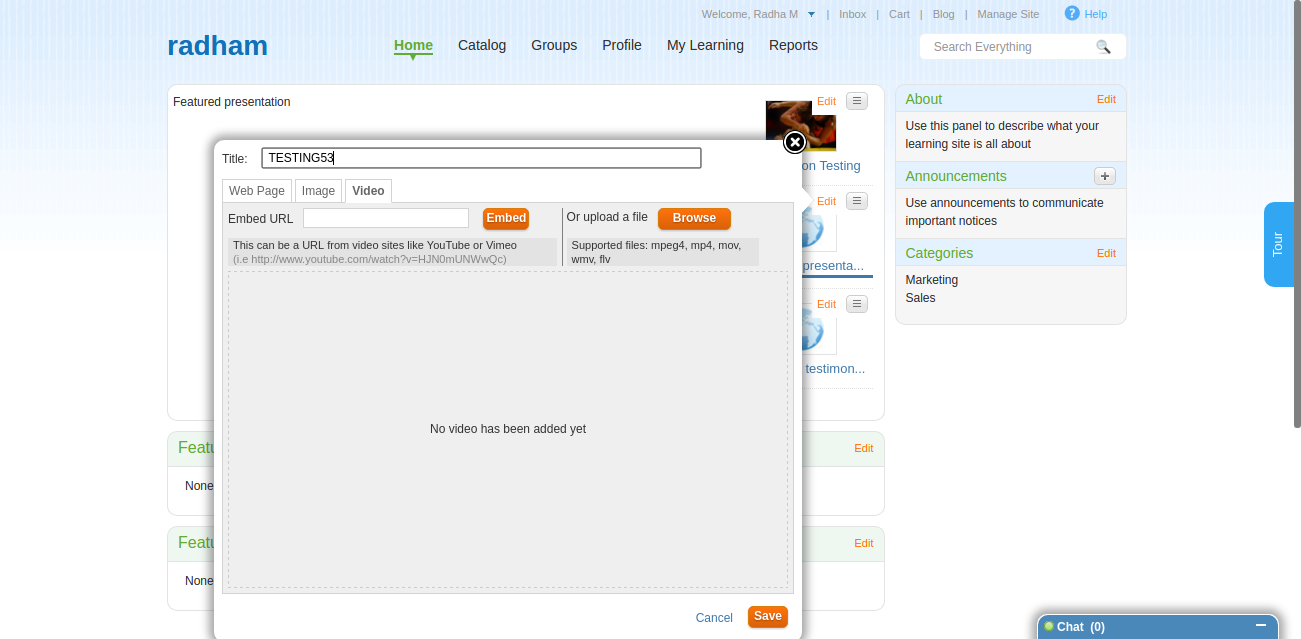 Welcome, Radha M | Inbox | Cart | Blog | Manage Site ? Help
radham
Home Catalog Groups Profile My Learning Reports
Search Everything
Featured presentation
Edit
on Testing
Edit
presenta...
Edit
testimon...
Title: TESTING53
Web Page Image Video
Embed URL Embed Or upload a file Browse
This can be a URL from video sites like YouTube or Vimeo
(i.e http://www.youtube.com/watch?v=HJN0mUNWwQc)
Supported files: mpeg4, mp4, mov,
wmv, flv
No video has been added yet
Cancel Save
Featu
Edit
None
Featu
Edit
None
About Edit
Use this panel to describe what your
learning site is all about
Announcements +
Use announcements to communicate
important notices
Categories Edit
Marketing
Sales
Tour
Chat (0)